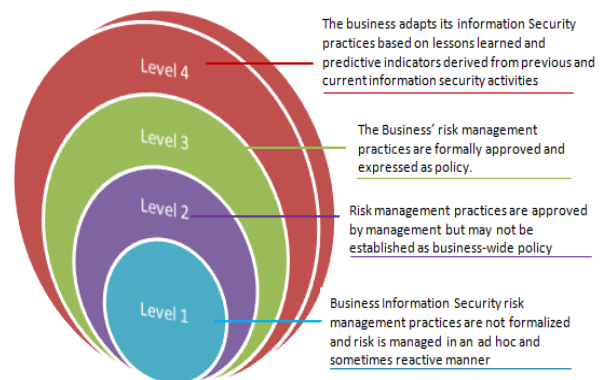 The business adapts its information Security
practices based on lessons learned and
predictive indicators derived from previous and
current information security activities
Level 4
The Business' risk management
practices are formally approved and
expressed as policy.
Level 3
Risk management practices are approved
by management but may not be
established as business-wide policy
Level 2
Business Information Security risk
management practices are not formalized
and risk is managed in an ad hoc and
sometimes reactive manner
Level 1